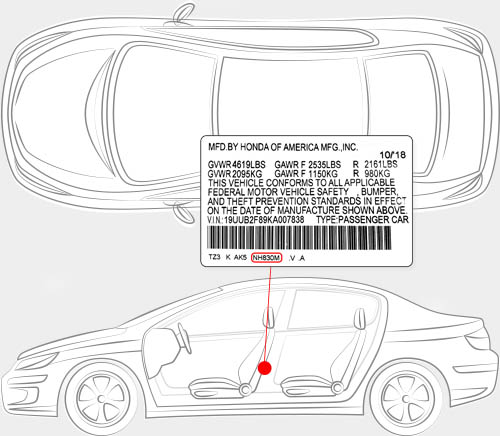 MFD.BY HONDA OF AMERICA MFG.,INC.
10/'18
GVWR 4619LBS GAWR F 2535LBS R 2161LBS
GVWR 2095KG GAWR F 1150KG R 980KG
THIS VEHICLE CONFORMS TO ALL APPLICABLE
FEDERAL MOTOR VEHICLE SAFETY , BUMPER,
AND THEFT PREVENTION STANDARDS IN EFFECT
ON THE DATE OF MANUFACTURE SHOWN ABOVE.
V.I.N.: 19UUB2F89KA007838 TYPE:PASSENGER CAR
TZ3 K AK5 NH830M .V .A